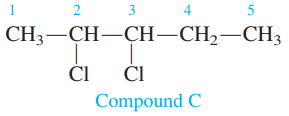 1 2 3 4 5
CH₃—CH—CH—CH₂—CH₃
Cl Cl
Compound C